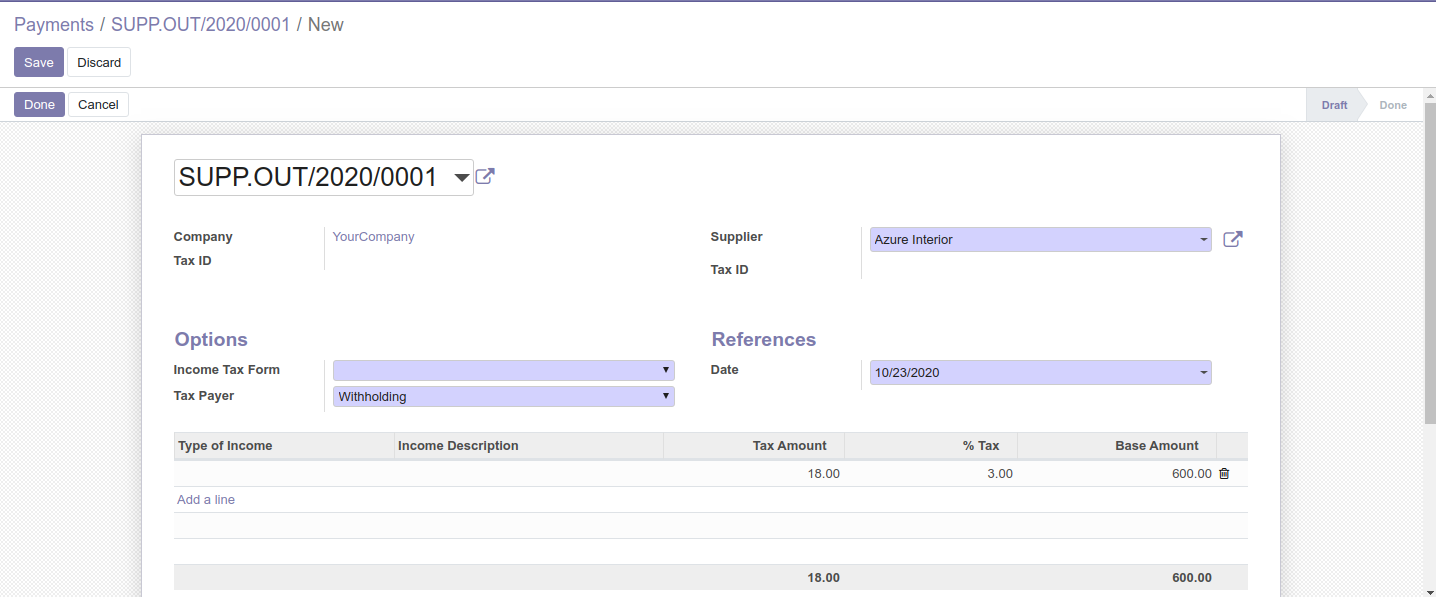 Payments / SUPP.OUT/2020/0001 / New
Save Discard
Done Cancel Draft Done
SUPP.OUT/2020/0001
Company YourCompany Supplier Azure Interior
Tax ID Tax ID
Options References
Income Tax Form Date 10/23/2020
Tax Payer Withholding
Type of Income Income Description Tax Amount % Tax Base Amount
18.00 3.00 600.00
Add a line
18.00 600.00